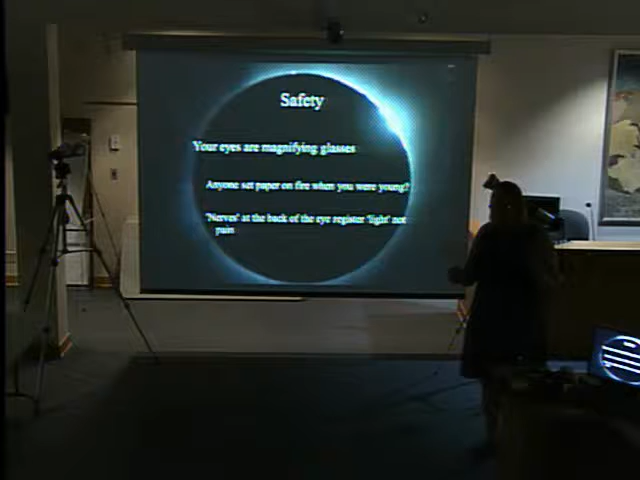 Safety
Your eyes are magnifying glasses
Anyone set paper on fire when you were young?
'Nerves' at the back of the eye register 'light' not
pain